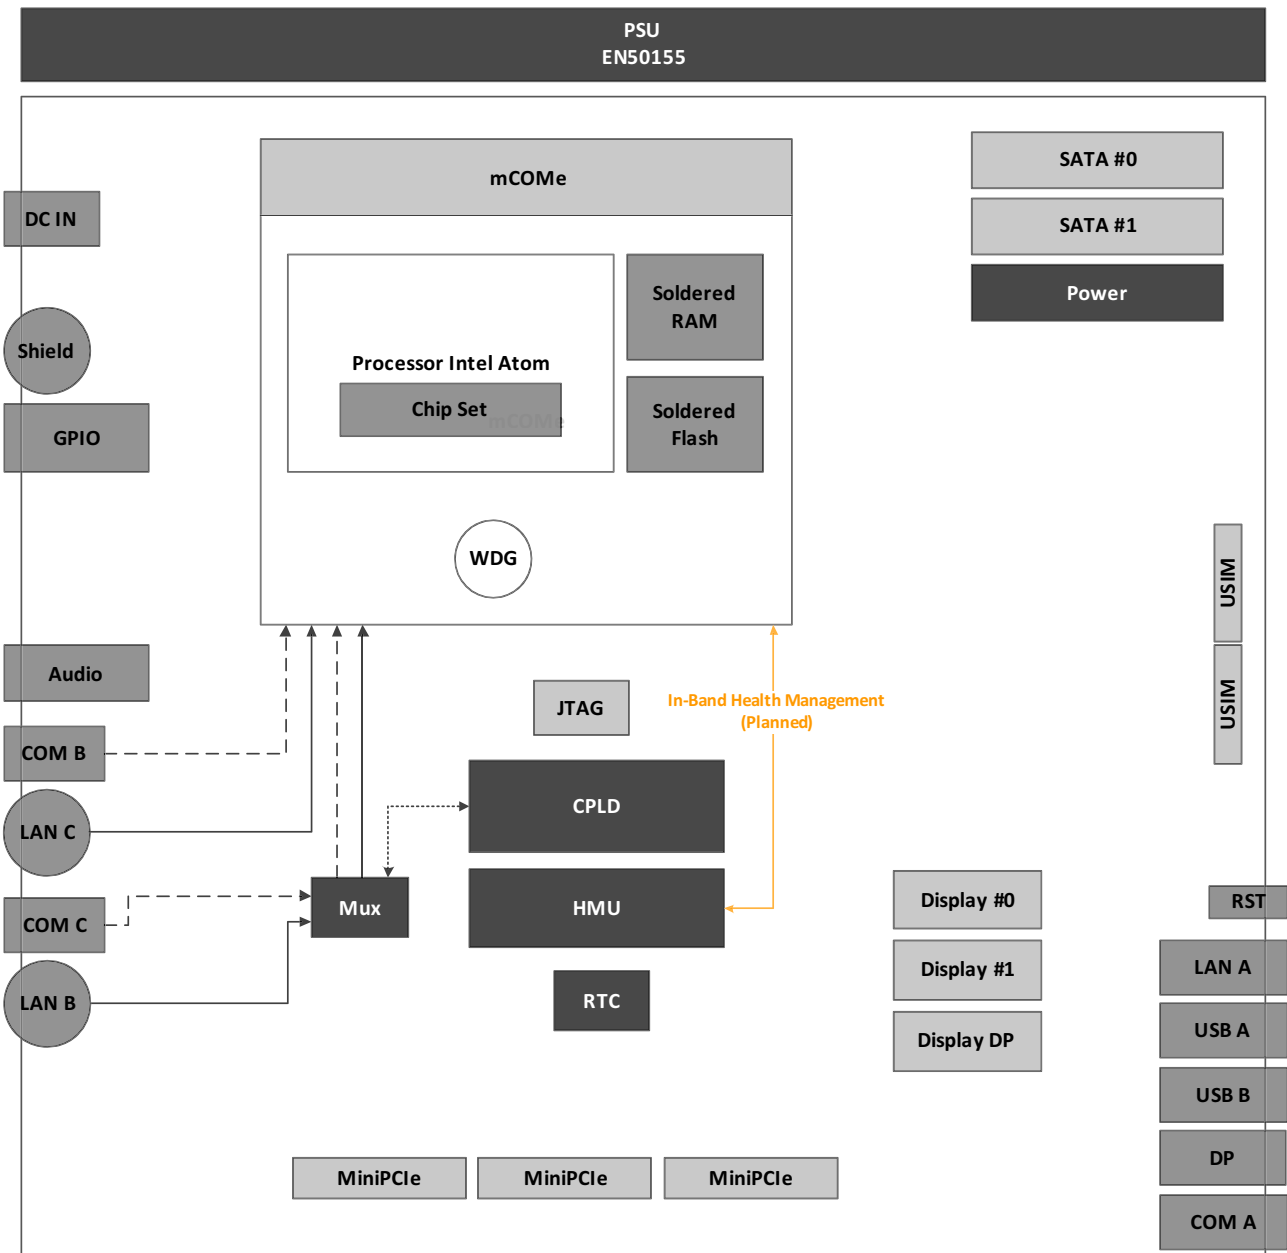 PSU
EN50155
mCOMe
SATA #0
SATA #1
Power
DC IN
Shield
GPIO
Soldered
RAM
Processor Intel Atom
Chip Set
mCOMe
Soldered
Flash
WDG
USIM
USIM
Audio
COM B
LAN C
COM C
LAN B
JTAG
In-Band Health Management
(Planned)
CPLD
Mux
HMU
RTC
Display #0
Display #1
Display DP
RST
LAN A
USB A
USB B
DP
COM A
MiniPCIe
MiniPCIe
MiniPCIe